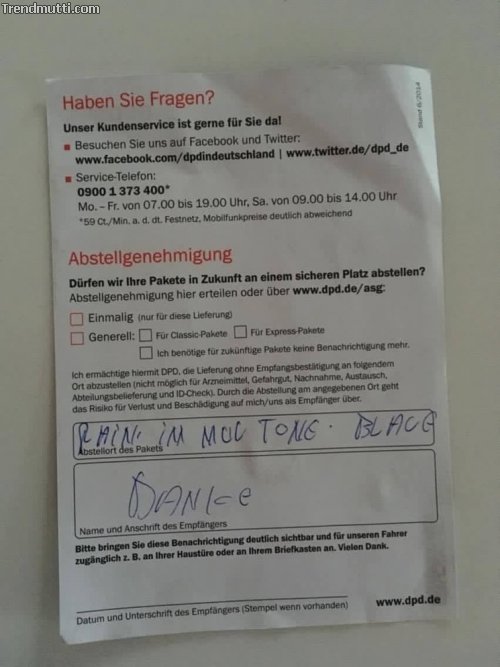 Trendmutti.com
Stand 6/2014
Haben Sie Fragen?
Unser Kundenservice ist gerne für Sie da!
Besuchen Sie uns auf Facebook und Twitter:
www.facebook.com/dpdindeutschland | www.twitter.de/dpd_de
Service-Telefon:
0900 1 373 400*
Mo. – Fr. von 07.00 bis 19.00 Uhr, Sa. von 09.00 bis 14.00 Uhr
*59 Ct./Min. a. d. dt. Festnetz, Mobilfunkpreise deutlich abweichend
Abstellgenehmigung
Dürfen wir Ihre Pakete in Zukunft an einem sicheren Platz abstellen?
Abstellgenehmigung hier erteilen oder über www.dpd.de/asg:
Einmalig (nur für diese Lieferung)
Generell: Für Classic-Pakete Für Express-Pakete
Ich benötige für zukünftige Pakete keine Benachrichtigung mehr.
Ich ermächtige hiermit DPD, die Lieferung ohne Empfangsbestätigung an folgendem
Ort abzustellen (nicht möglich für Arzneimittel, Gefahrgut, Nachnahme, Austausch,
Abteilungsbelieferung und ID-Check). Durch die Abstellung am angegebenen Ort geht
das Risiko für Verlust und Beschädigung auf mich/uns als Empfänger über.
IM MUL TONE. BLAUE
Abstellort des Pakets
DANKE
Name und Anschrift des Empfängers
Bitte bringen Sie diese Benachrichtigung deutlich sichtbar und für unseren Fahrer
zugänglich z. B. an Ihrer Haustüre oder an Ihrem Briefkasten an. Vielen Dank.
www.dpd.de
Datum und Unterschrift des Empfängers (Stempel wenn vorhanden)